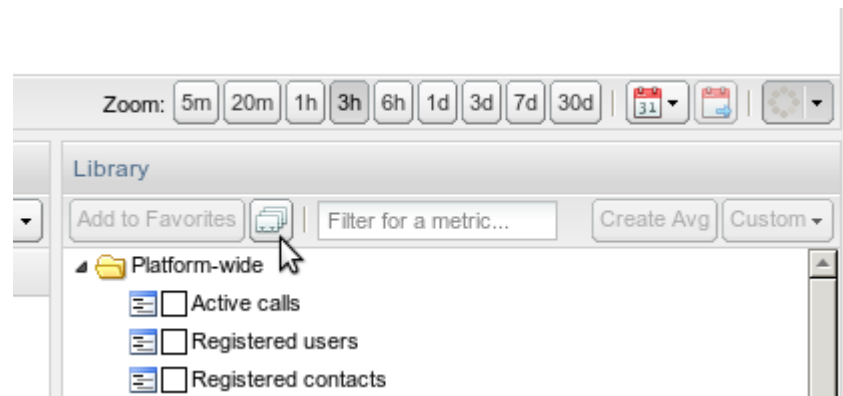 Zoom: 5m 20m 1h 3h 6h 1d 3d 7d 30d 31
Library
Add to Favorites Filter for a metric... Create Avg Custom
Platform-wide
Active calls
Registered users
Registered contacts